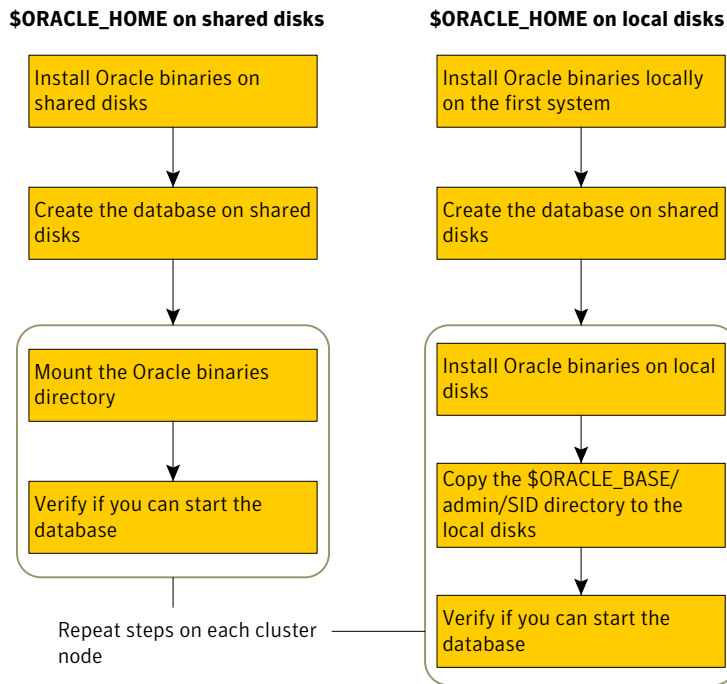 $ORACLE_HOME on shared disks
Install Oracle binaries on
shared disks
Create the database on shared
disks
Mount the Oracle binaries
directory
Verify if you can start the
database
Repeat steps on each cluster
node
$ORACLE_HOME on local disks
Install Oracle binaries locally
on the first system
Create the database on shared
disks
Install Oracle binaries on local
disks
Copy the $ORACLE_BASE/
admin/SID directory to the
local disks
Verify if you can start the
database